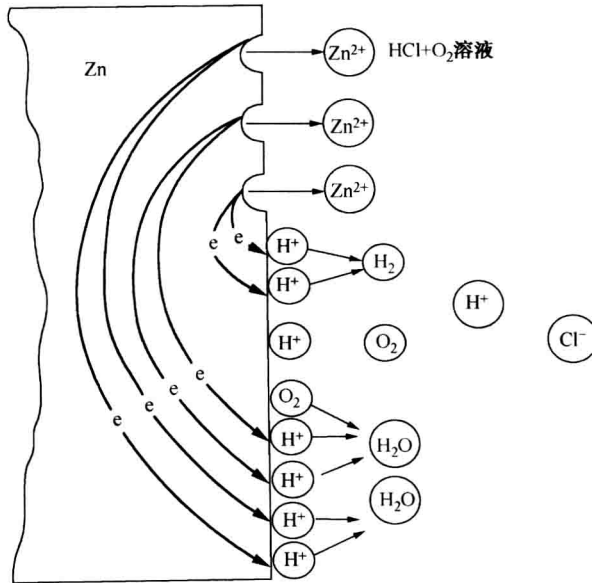 Zn
Zn²⁺ HCl+O₂溶液
Zn²⁺
Zn²⁺
e e H⁺
H⁺ H₂
H⁺
H⁺ O₂ Cl⁻
e O₂
e e e H⁺ H₂O
H⁺
H₂O
H⁺
H⁺